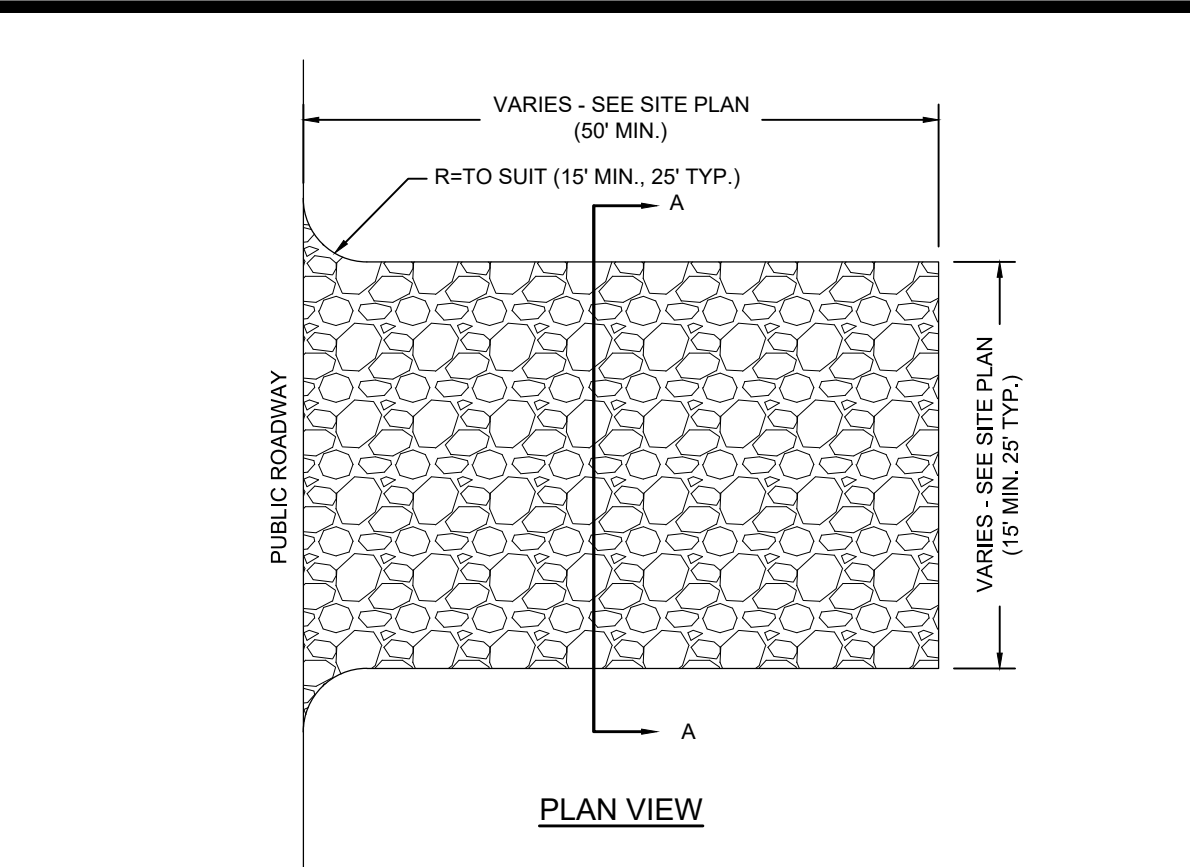 VARIES - SEE SITE PLAN
(50' MIN.)
R=TO SUIT (15' MIN., 25' TYP.)
A
PUBLIC ROADWAY
VARIES - SEE SITE PLAN
(15' MIN. 25' TYP.)
A
PLAN VIEW